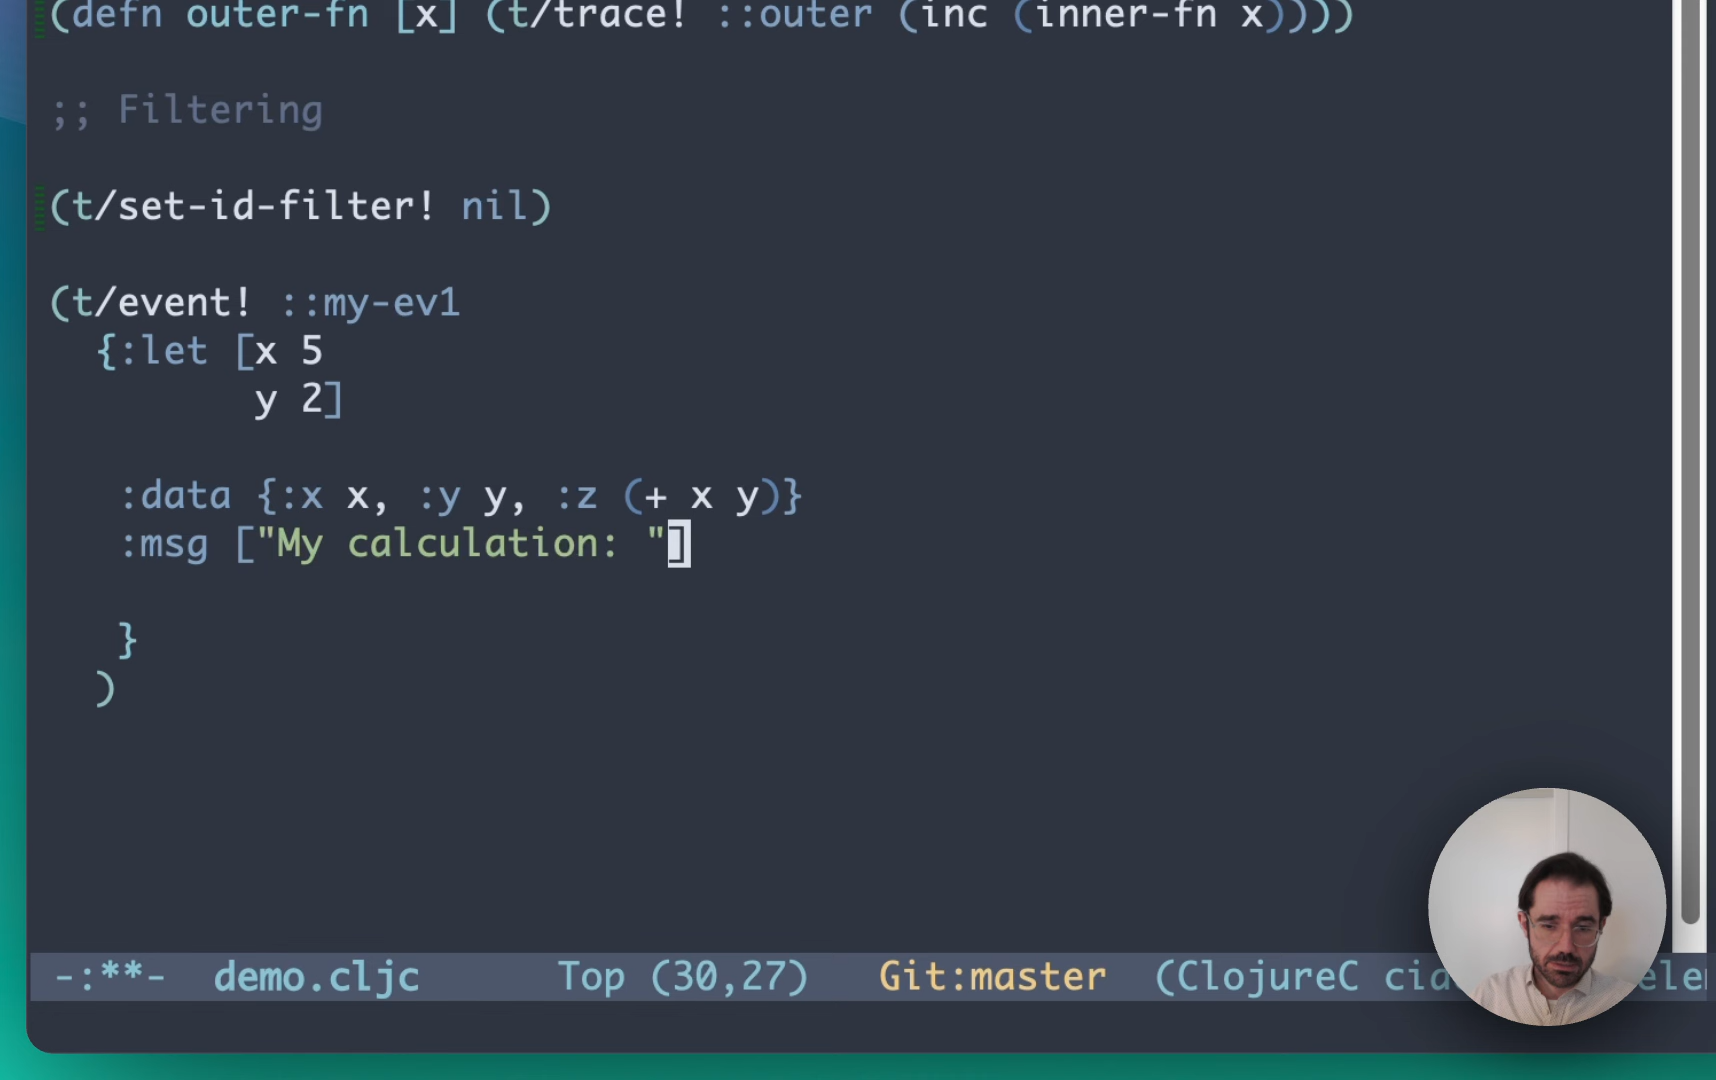 (defn outer-fn [x] (t/trace! ::outer (inc (inner-fn x))))
;; Filtering
(t/set-id-filter! nil)
(t/event! ::my-ev1
{:let [x 5
y 2]
:data {:x x, :y y, :z (+ x y)}
:msg ["My calculation: "]
}
)
-:**- demo.cljc Top (30,27) Git:master (ClojureC